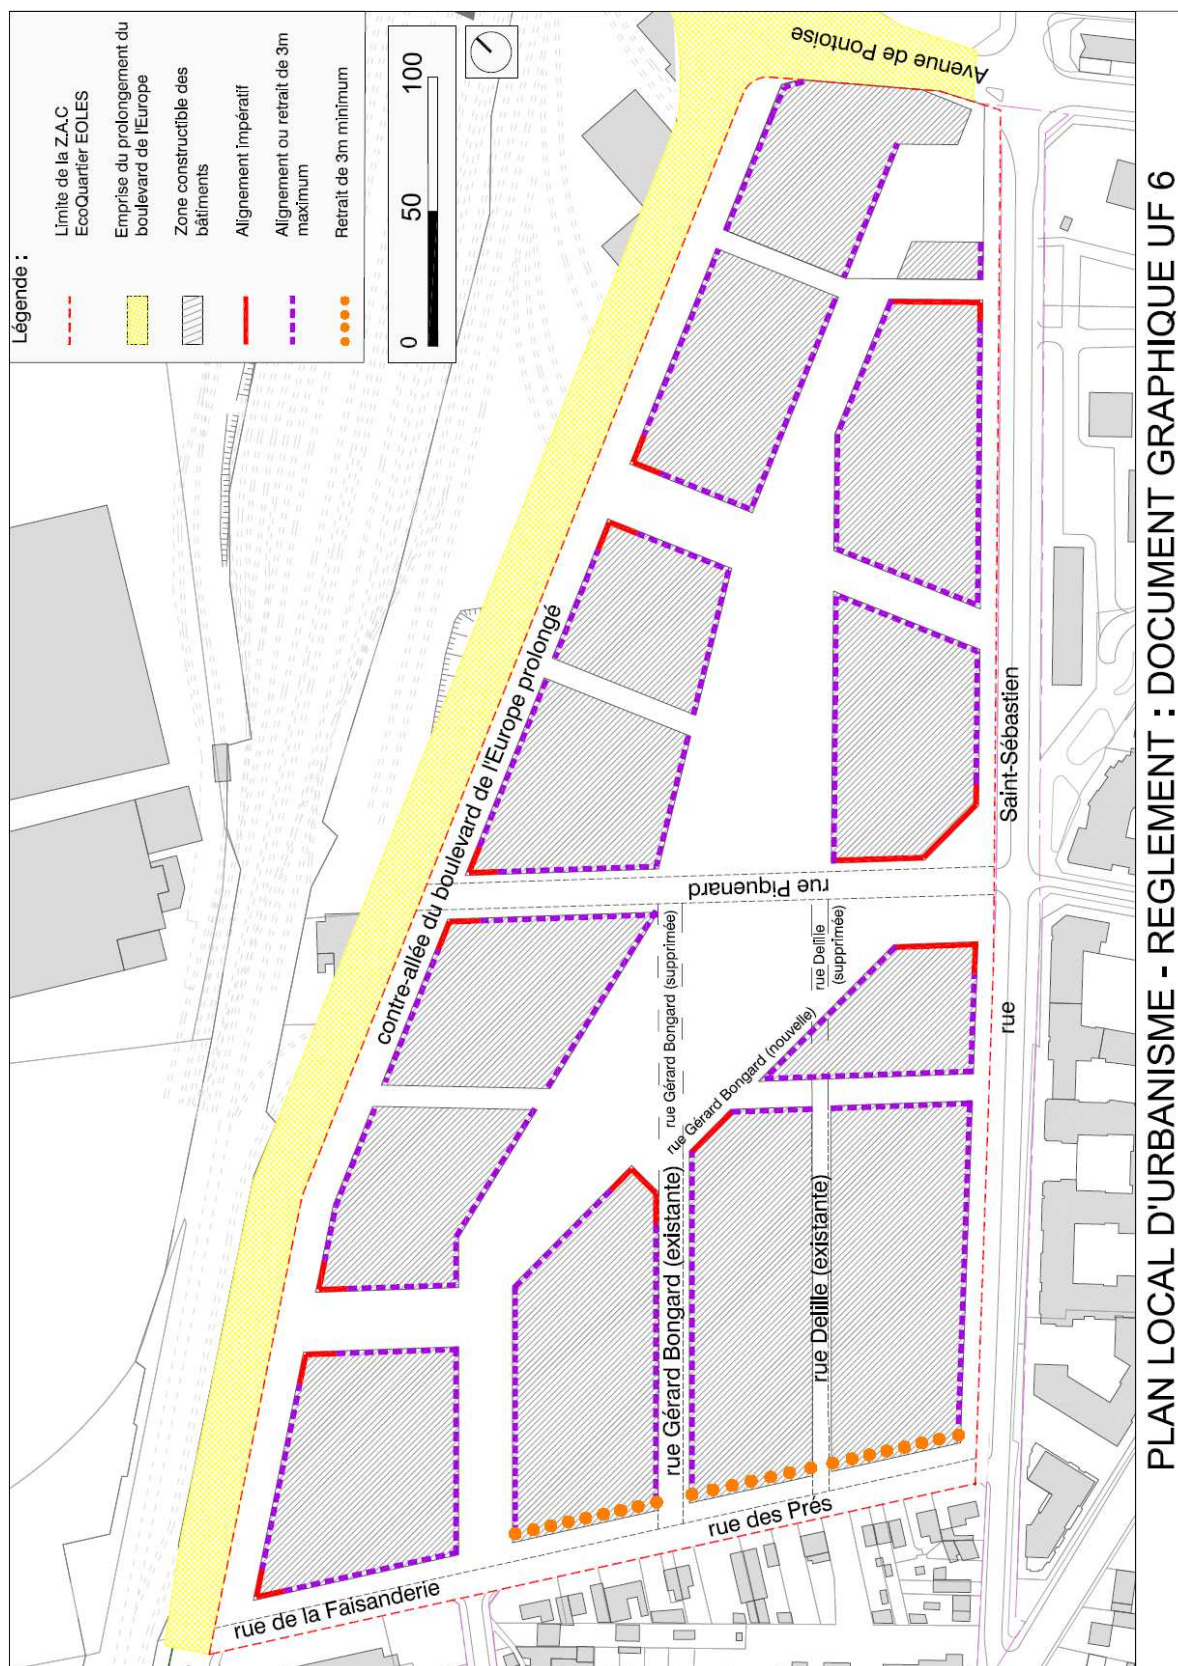 Légende :
Limite de la Z.A.C
EcoQuartier EOLES
Emprise du prolongement du
boulevard de l'Europe
Zone constructible des
bâtiments
Alignement impératif
Alignement ou retrait de 3m
maximum
Retrait de 3m minimum
0
50
100
Avenue de Pontoise
contre-allée du boulevard de l'Europe prolongé
rue Piquenard
rue Gérard Bongard (supprimée)
rue Delille
(supprimée)
rue Gérard Bongard (nouvelle)
rue Gérard Bongard (existante)
rue Delille (existante)
rue de la Faisanderie
rue des Prés
rue
Saint-Sébastien
PLAN LOCAL D'URBANISME - REGLEMENT : DOCUMENT GRAPHIQUE UF 6